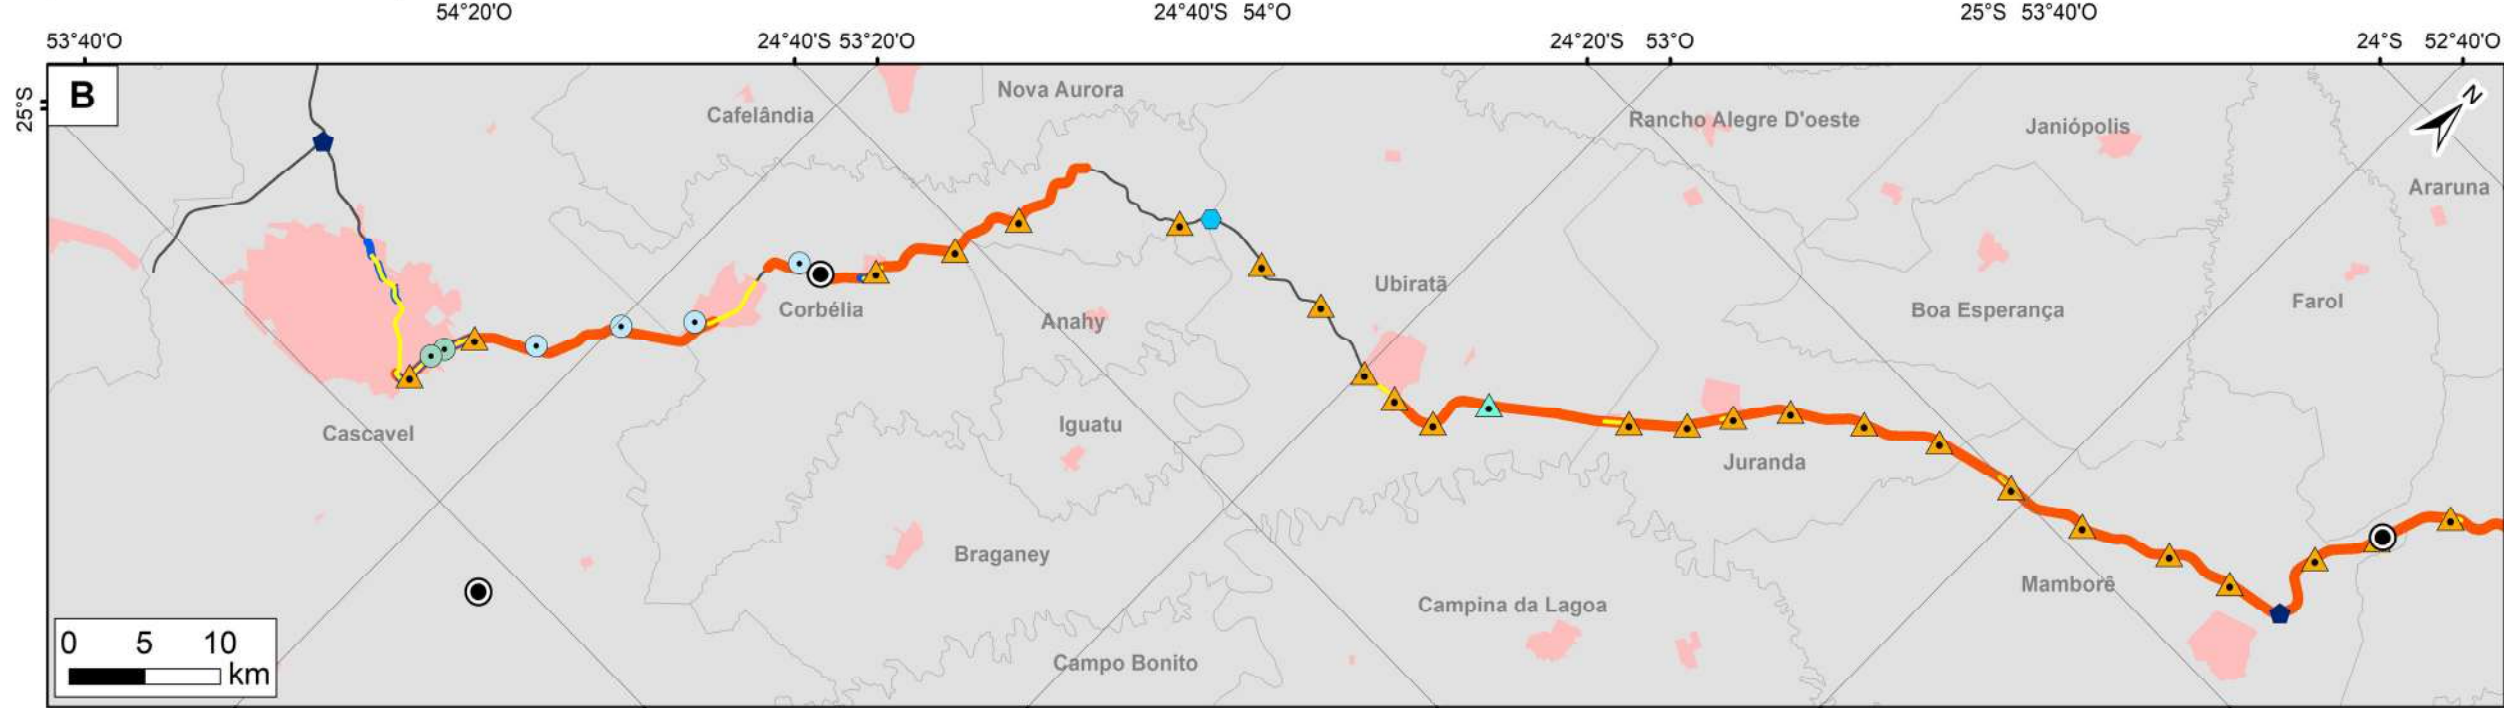 54°20'O 24°40'S 54°O 25°S 53°40'O
53°40'O 24°40'S 53°20'O 24°20'S 53°O 24°S 52°40'O
25°S
B
N
Nova Aurora
Cafelândia
Rancho Alegre D'oeste
Janiópolis
Araruna
Ubiratã
Farol
Corbélia
Boa Esperança
Anahy
Iguatu
Cascavel
Juranda
Braganey
Mamborê
Campina da Lagoa
Campo Bonito
0 5 10
km